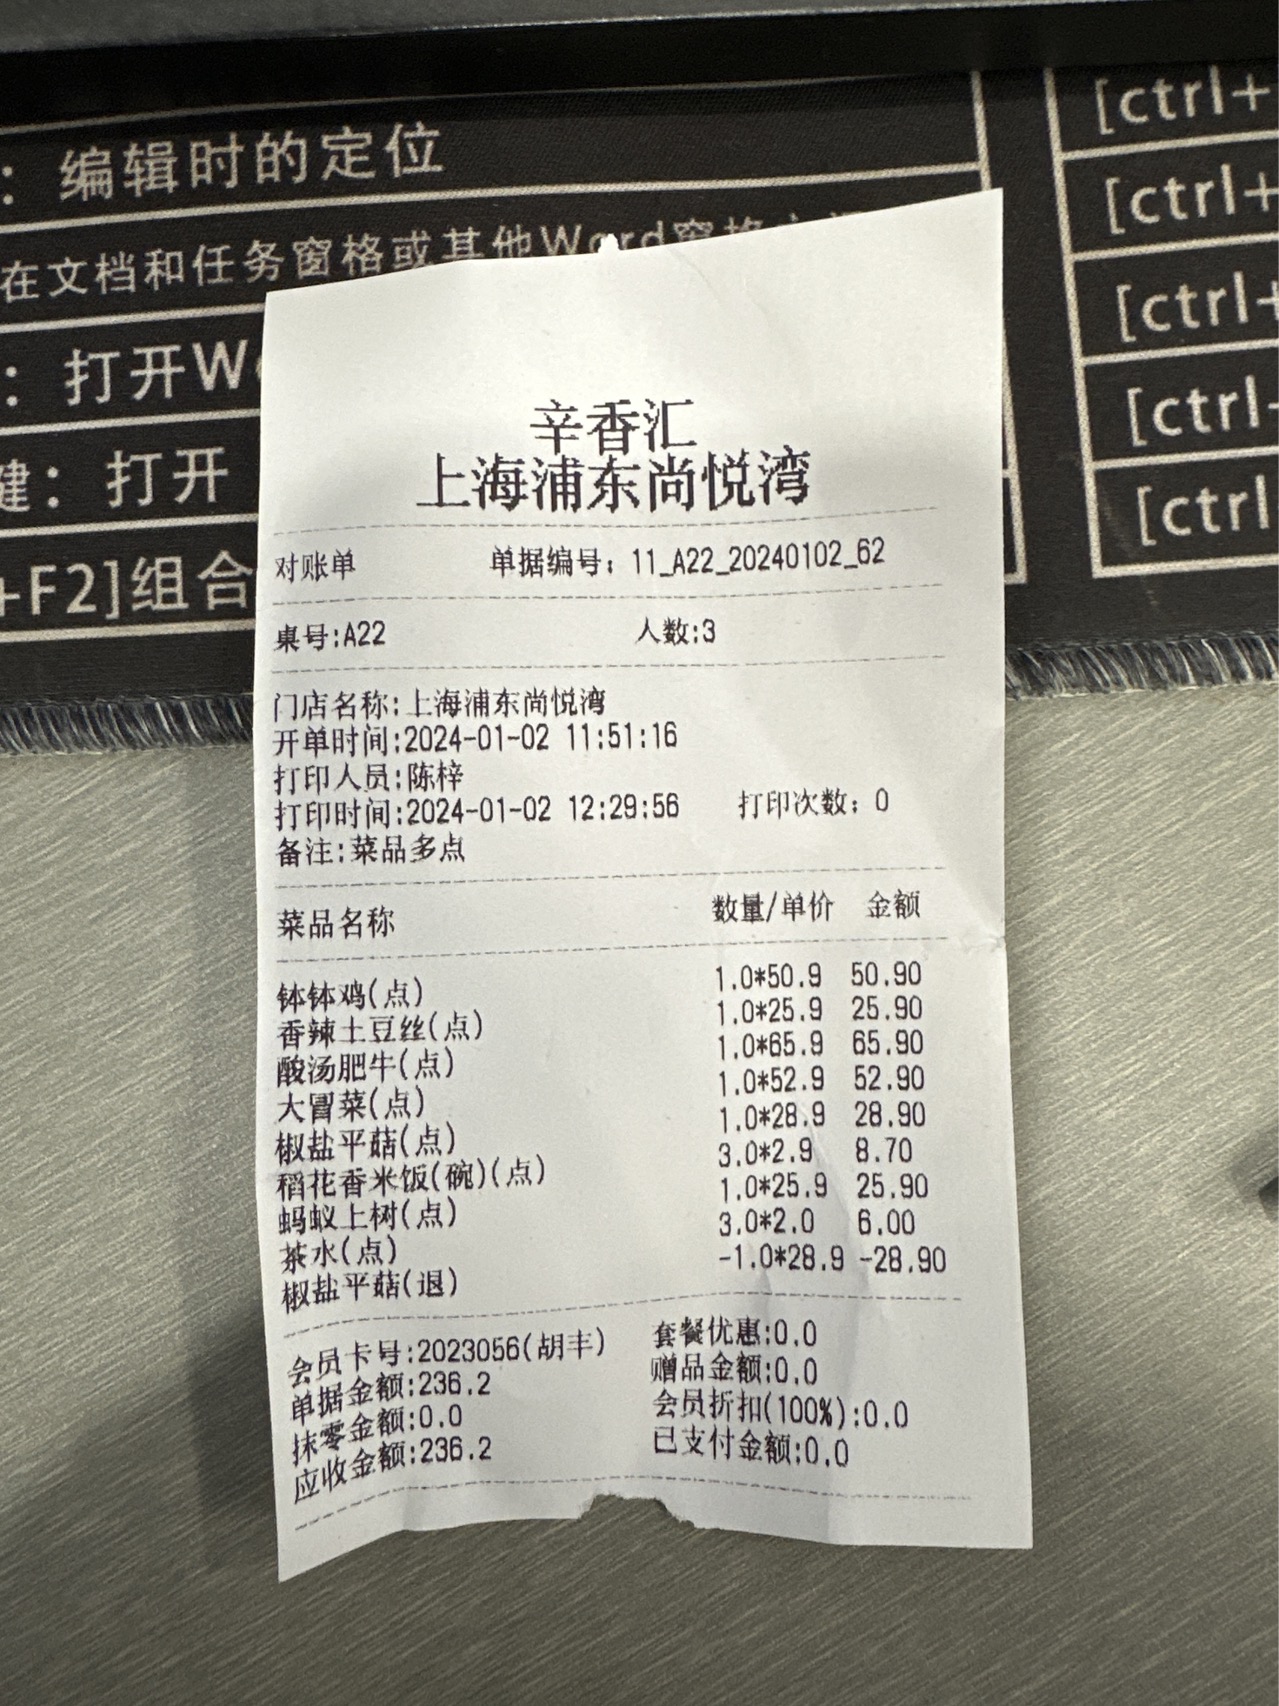 ：编辑时的定位
在文档和任务窗格或其他Word窗格
：打开Wo
健：打开
+F2]组合
[ctrl+
[ctrl+
[ctrl+
[ctrl+
[ctrl
辛香汇
上海浦东尚悦湾
对账单 单据编号：11_A22_20240102_62
桌号:A22 人数:3
门店名称:上海浦东尚悦湾
开单时间:2024-01-02 11:51:16
打印人员:陈梓
打印时间:2024-01-02 12:29:56 打印次数：0
备注:菜品多点
菜品名称 数量/单价 金额
钵钵鸡(点) 1.0*50.9 50.90
香辣土豆丝(点) 1.0*25.9 25.90
酸汤肥牛(点) 1.0*65.9 65.90
大冒菜(点) 1.0*52.9 52.90
椒盐平菇(点) 1.0*28.9 28.90
稻花香米饭(碗)(点) 3.0*2.9 8.70
蚂蚁上树(点) 1.0*25.9 25.90
茶水(点) 3.0*2.0 6.00
椒盐平菇(退) -1.0*28.9 -28.90
会员卡号:2023056(胡丰) 套餐优惠:0.0
单据金额:236.2 赠品金额:0.0
抹零金额:0.0 会员折扣(100%):0.0
应收金额:236.2 已支付金额:0.0